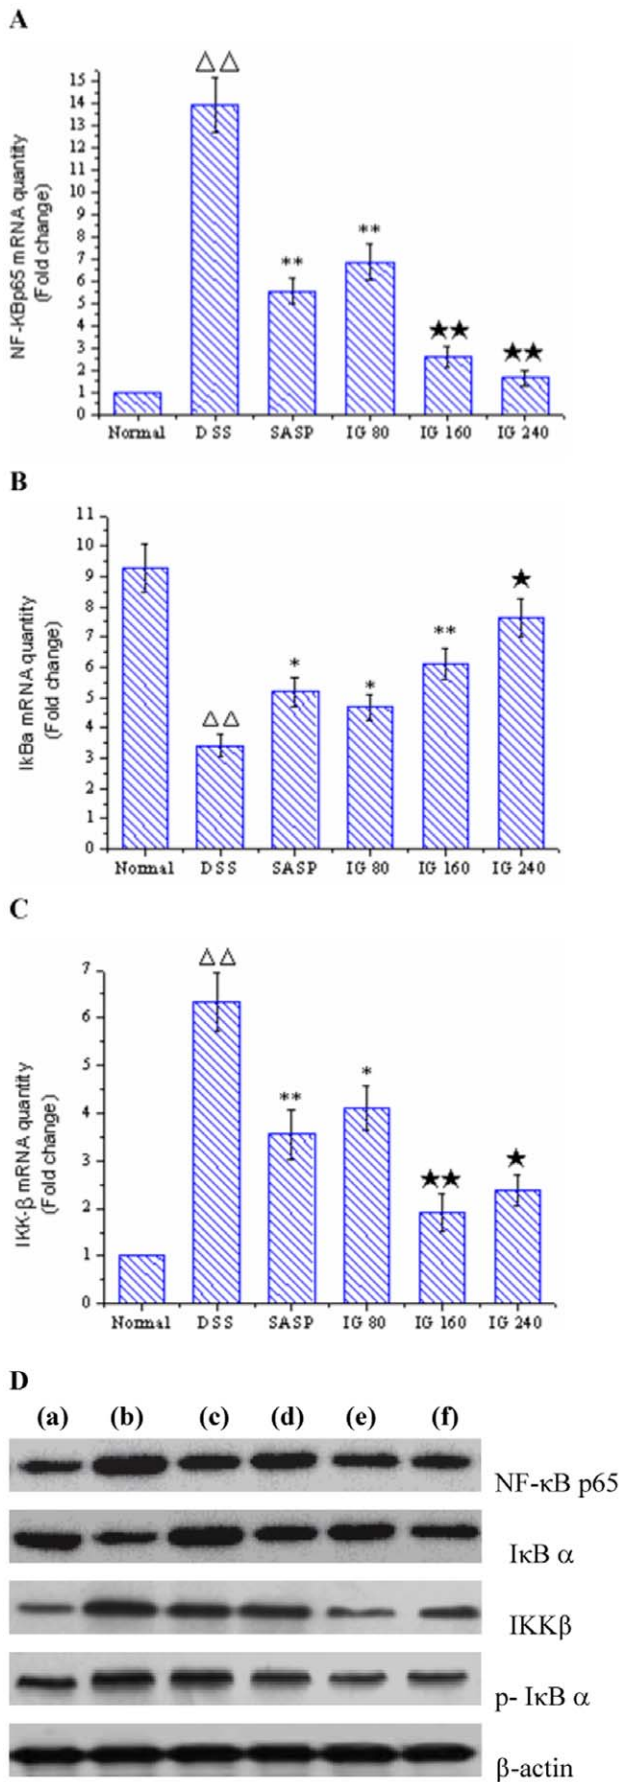 A
△△
15
14
13
12
11
10
9
8
7
6
5
4
3
2
1
0
NF-KBp65 mRNA quantity
(Fold change)
**
**
★★
★★
Normal DSS SASP IG 80 IG 160 IG 240
B
11
10
9
8
7
6
5
4
3
2
1
0
IkBa mRNA quantity
(Fold change)
△△
*
*
**
★
Normal DSS SASP IG 80 IG 160 IG 240
C
△△
7
6
5
4
3
2
1
0
IKK-β mRNA quantity
(Fold change)
**
*
★★
★
Normal DSS SASP IG 80 IG 160 IG 240
D
(a) (b) (c) (d) (e) (f)
NF-κB p65
IκB α
IKKβ
p- IκB α
β-actin